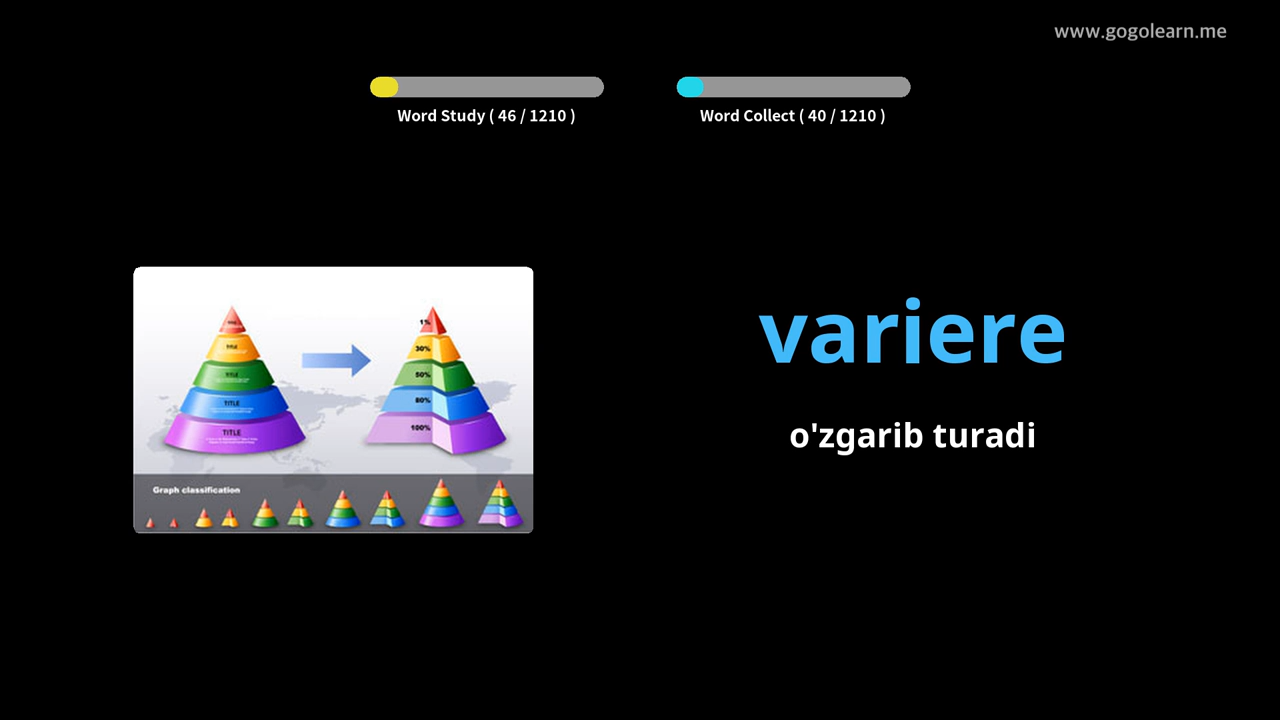 www.gogolearn.me
Word Study ( 46 / 1210 )
Word Collect ( 40 / 1210 )
variere
o'zgarib turadi
TITLE
TITLE
TITLE
TITLE
1%
30%
50%
80%
100%
Graph classification